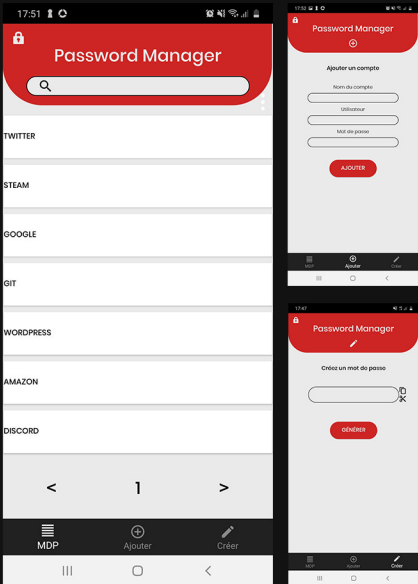 17:51
Password Manager
TWITTER
STEAM
GOOGLE
GIT
WORDPRESS
AMAZON
DISCORD
< 1 >
MDP Ajouter Créer
17:52
Password Manager
Ajouter un compte
Nom du compte
Utilisateur
Mot de passe
AJOUTER
MDP Ajouter Créer
17:47
Password Manager
Créez un mot de passe
GÉNÉRER
MDP Ajouter Créer